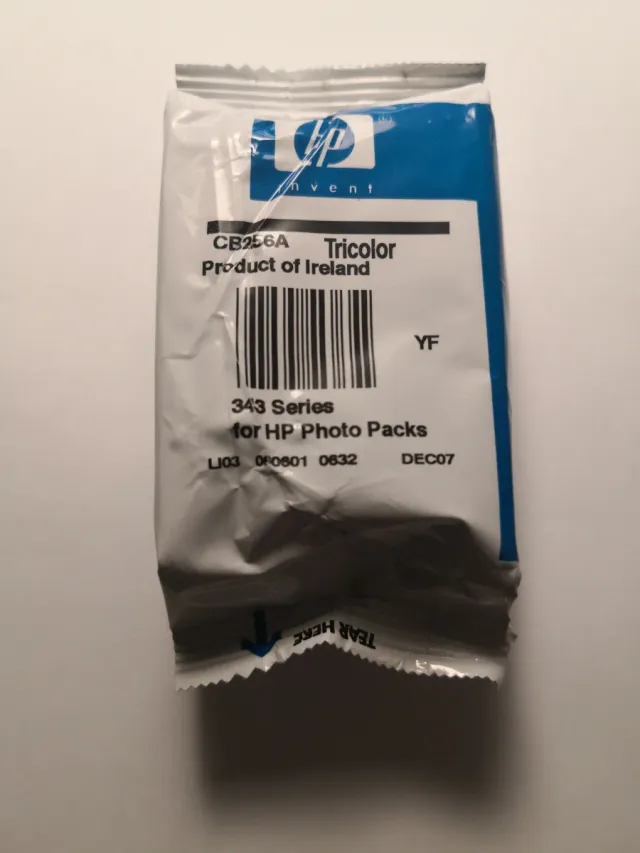 hp
invent
CB256A Tricolor
Product of Ireland
YF
343 Series
for HP Photo Packs
LI03 060601 0632 DEC07
TEAR HERE